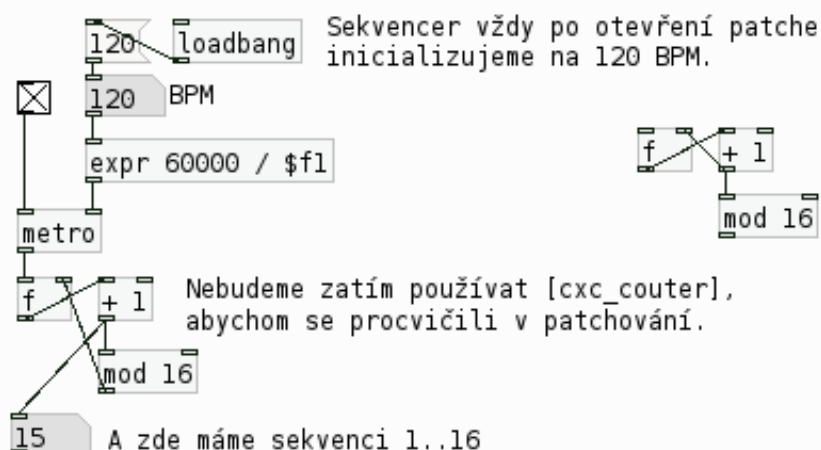 120
loadbang
Sekvencer vždy po otevření patche
inicializujeme na 120 BPM.
120
BPM
expr 60000 / $f1
f
+ 1
mod 16
metro
f
+ 1
Nebudeme zatím používat [cxc_couter],
abychom se procvičili v patchování.
mod 16
15
A zde máme sekvenci 1..16